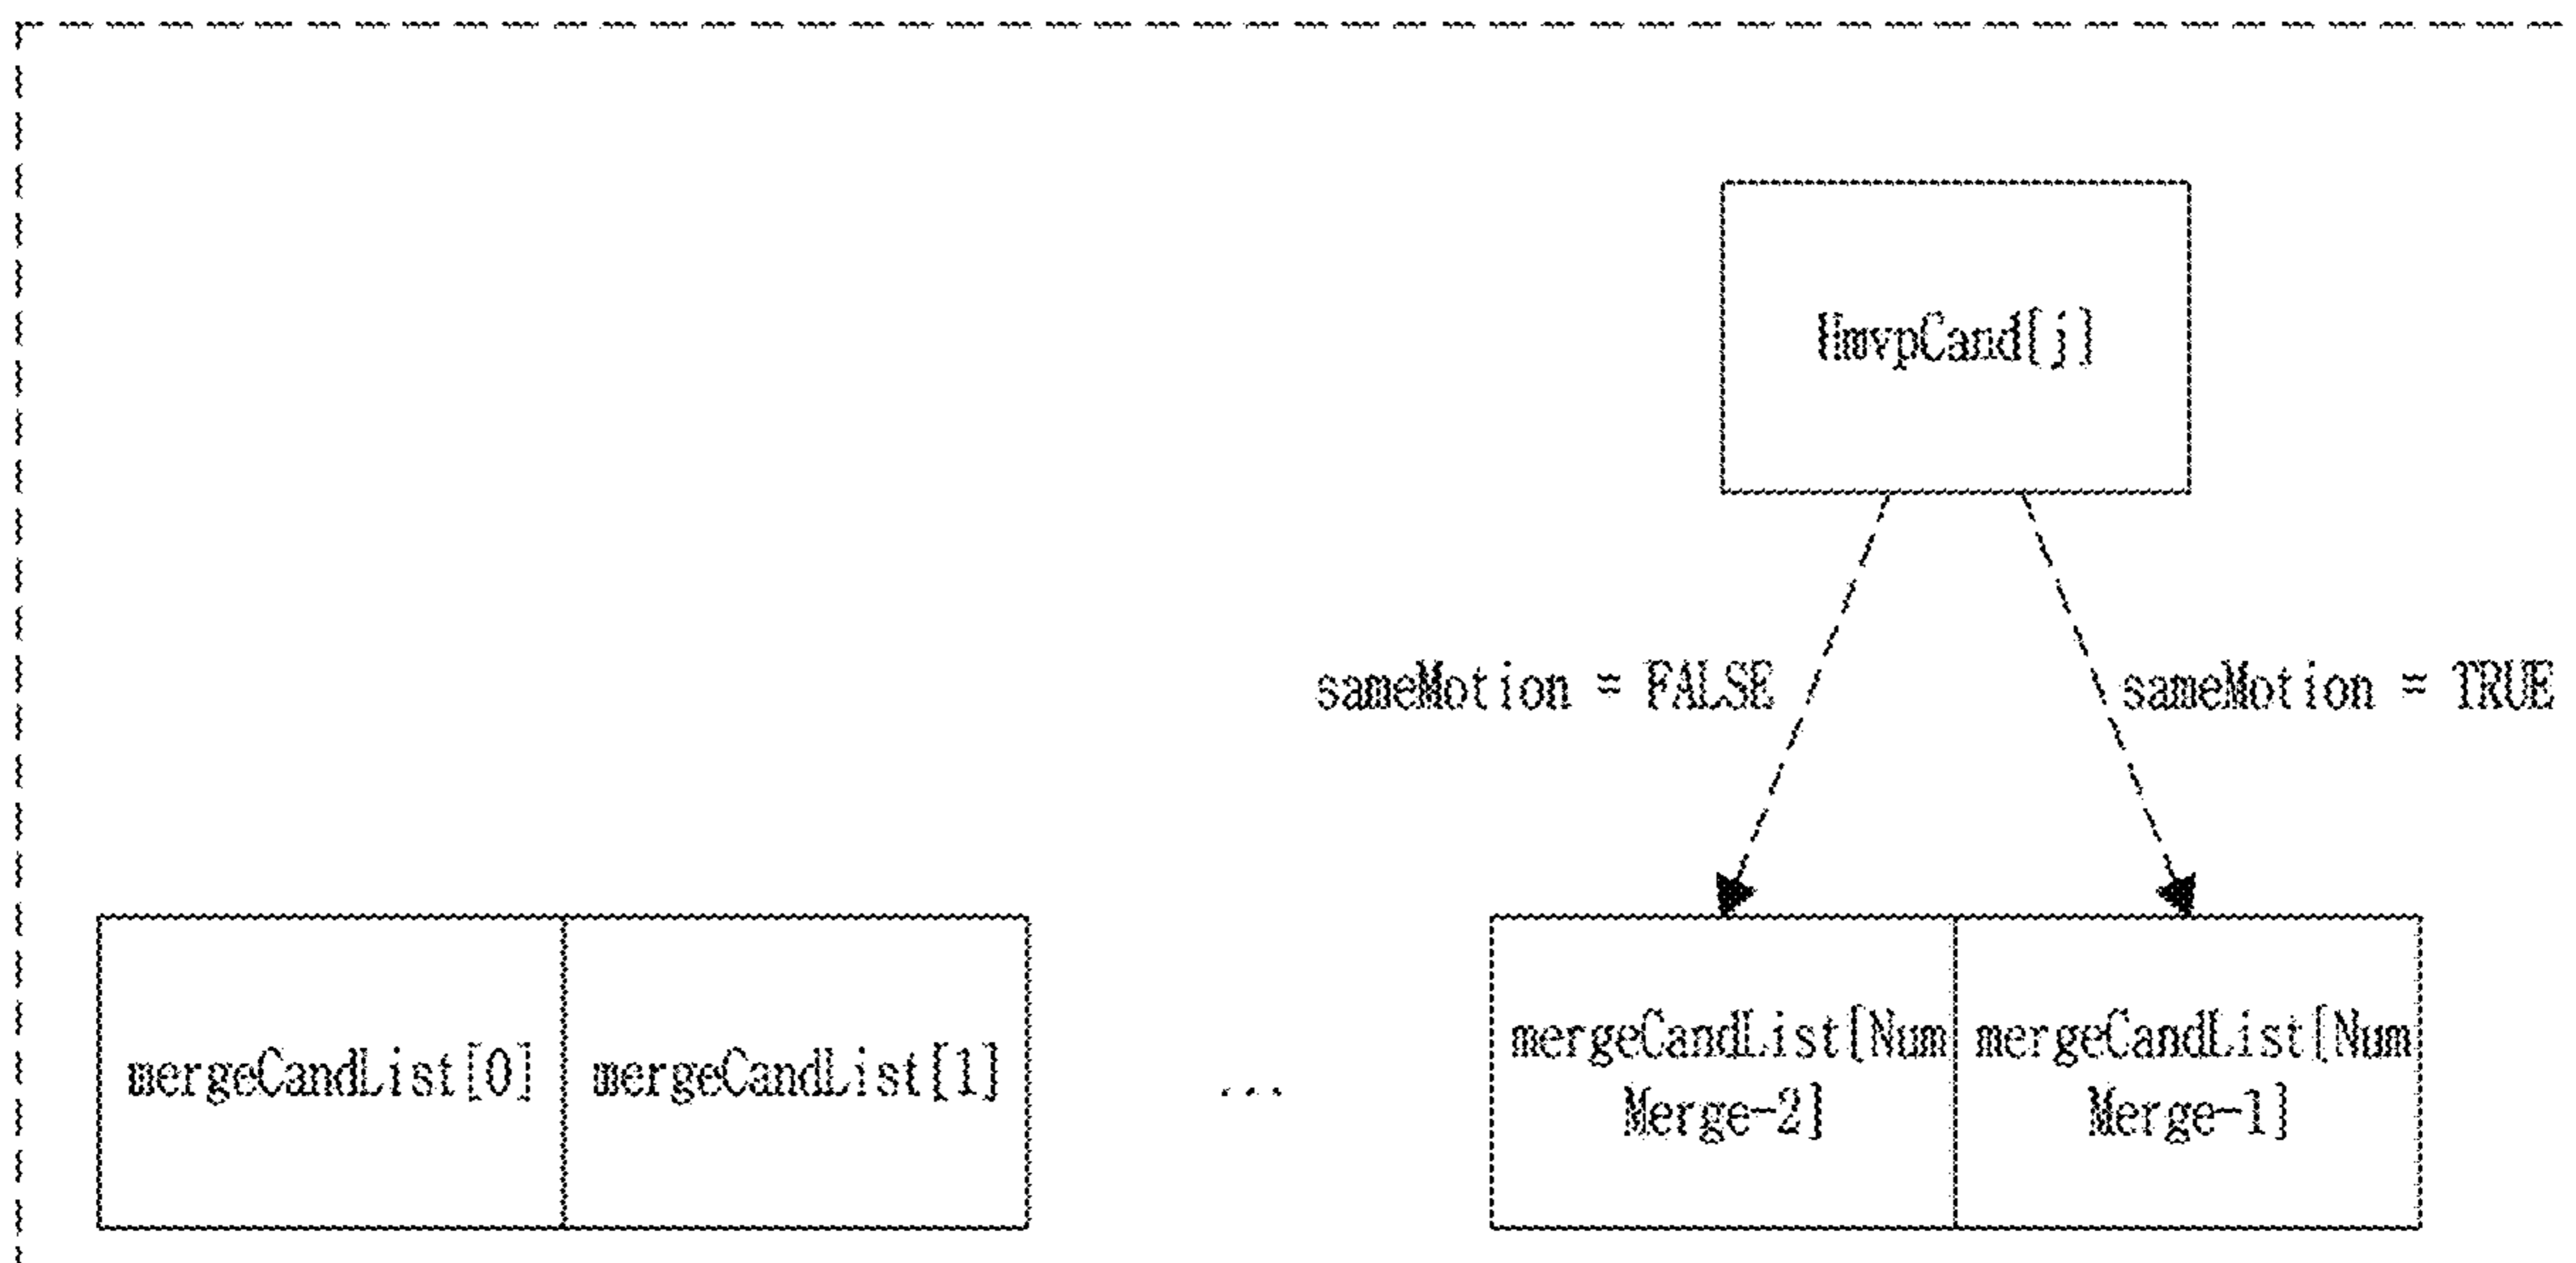 HmvpCand[j]
sameMotion = FALSE
sameMotion = TRUE
mergeCandList[0]
mergeCandList[1]
...
mergeCandList[Num
Merge-2]
mergeCandList[Num
Merge-1]